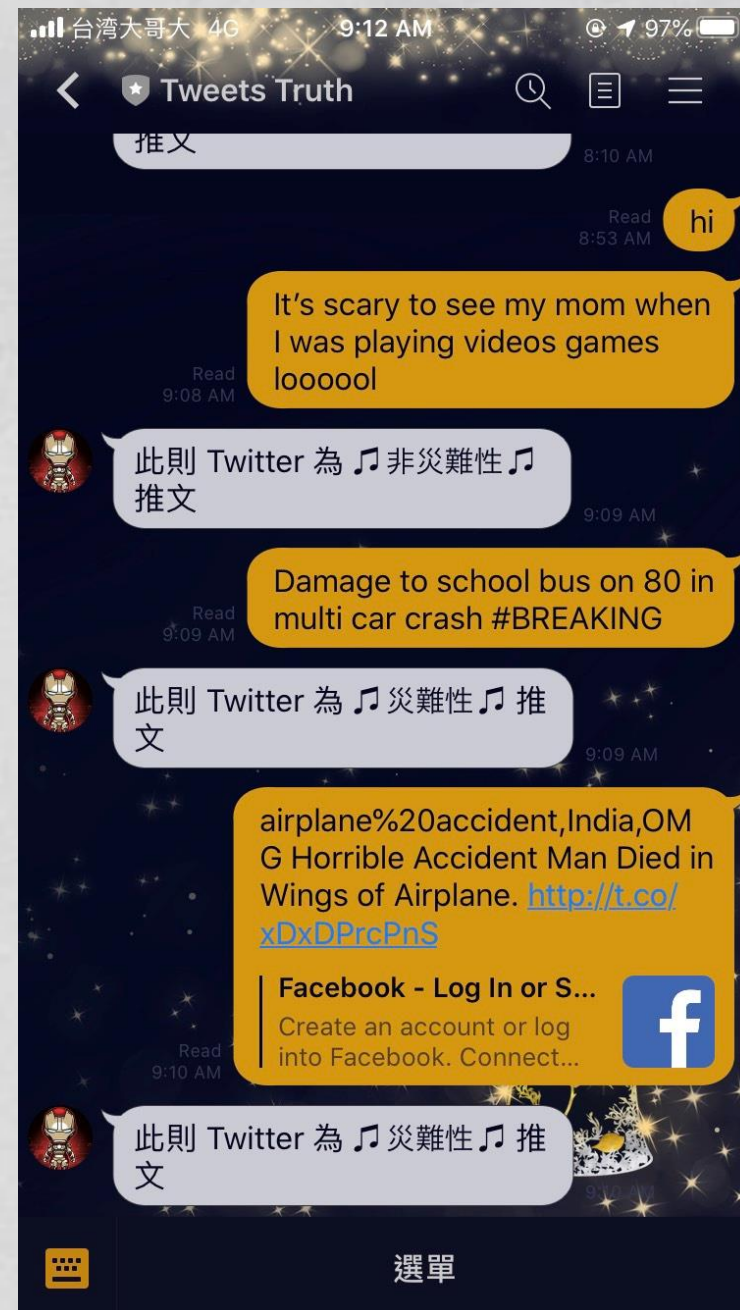 台湾大哥大 4G 9:12 AM 97%
Tweets Truth
推文
8:10 AM
Read
8:53 AM
hi
It's scary to see my mom when
I was playing videos games
loooool
Read
9:08 AM
此則 Twitter 為 ♫非災難性♫
推文
9:09 AM
Damage to school bus on 80 in
multi car crash #BREAKING
Read
9:09 AM
此則 Twitter 為 ♫災難性♫ 推
文
9:09 AM
airplane%20accident,India,OM
G Horrible Accident Man Died in
Wings of Airplane. http://t.co/
xDxDPrcPnS
Facebook - Log In or S...
Create an account or log
into Facebook. Connect...
Read
9:10 AM
此則 Twitter 為 ♫災難性♫ 推
文
9:10 AM
選單